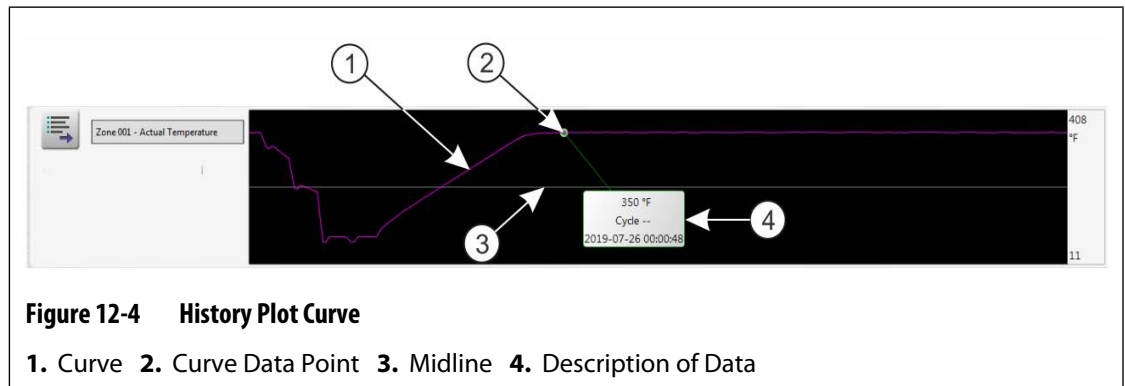 1
2
Zone 001 - Actual Temperature
408
°F
350 °F
Cycle --
2019-07-26 00:00:48
3
4
11
Figure 12-4 History Plot Curve
1. Curve 2. Curve Data Point 3. Midline 4. Description of Data